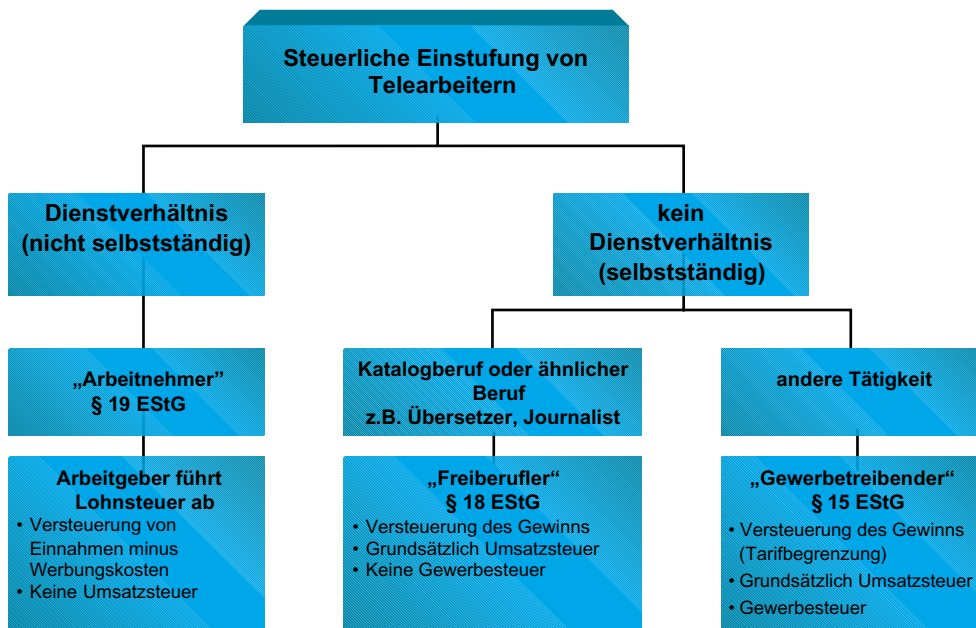 Steuerliche Einstufung von
Telearbeitern
Dienstverhältnis
(nicht selbstständig)
kein
Dienstverhältnis
(selbstständig)
„Arbeitnehmer”
§ 19 EStG
Katalogberuf oder ähnlicher
Beruf
z.B. Übersetzer, Journalist
andere Tätigkeit
Arbeitgeber führt
Lohnsteuer ab
• Versteuerung von
Einnahmen minus
Werbungskosten
• Keine Umsatzsteuer
„Freiberufler”
§ 18 EStG
• Versteuerung des Gewinns
• Grundsätzlich Umsatzsteuer
• Keine Gewerbesteuer
„Gewerbetreibender”
§ 15 EStG
• Versteuerung des Gewinns
(Tarifbegrenzung)
• Grundsätzlich Umsatzsteuer
• Gewerbesteuer